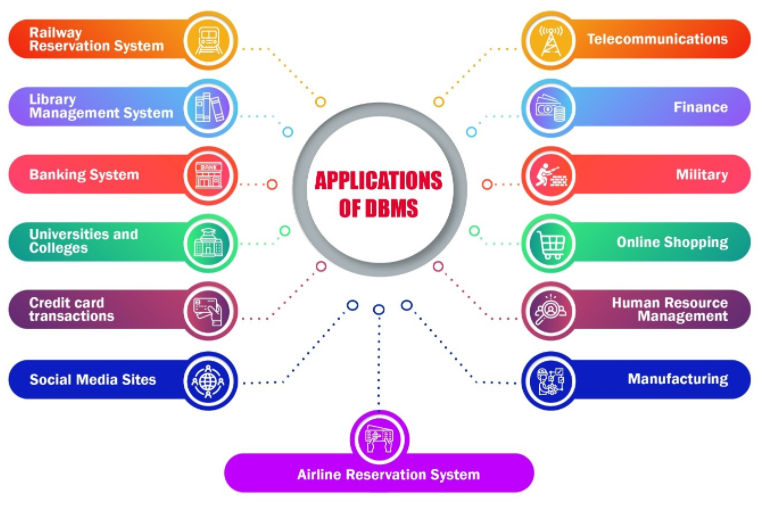 Railway
Reservation System
Library
Management System
Banking System
Universities and
Colleges
Credit card
transactions
Social Media Sites
APPLICATIONS
OF DBMS
Telecommunications
Finance
Military
Online Shopping
Human Resource
Management
Manufacturing
BANK
Airline Reservation System